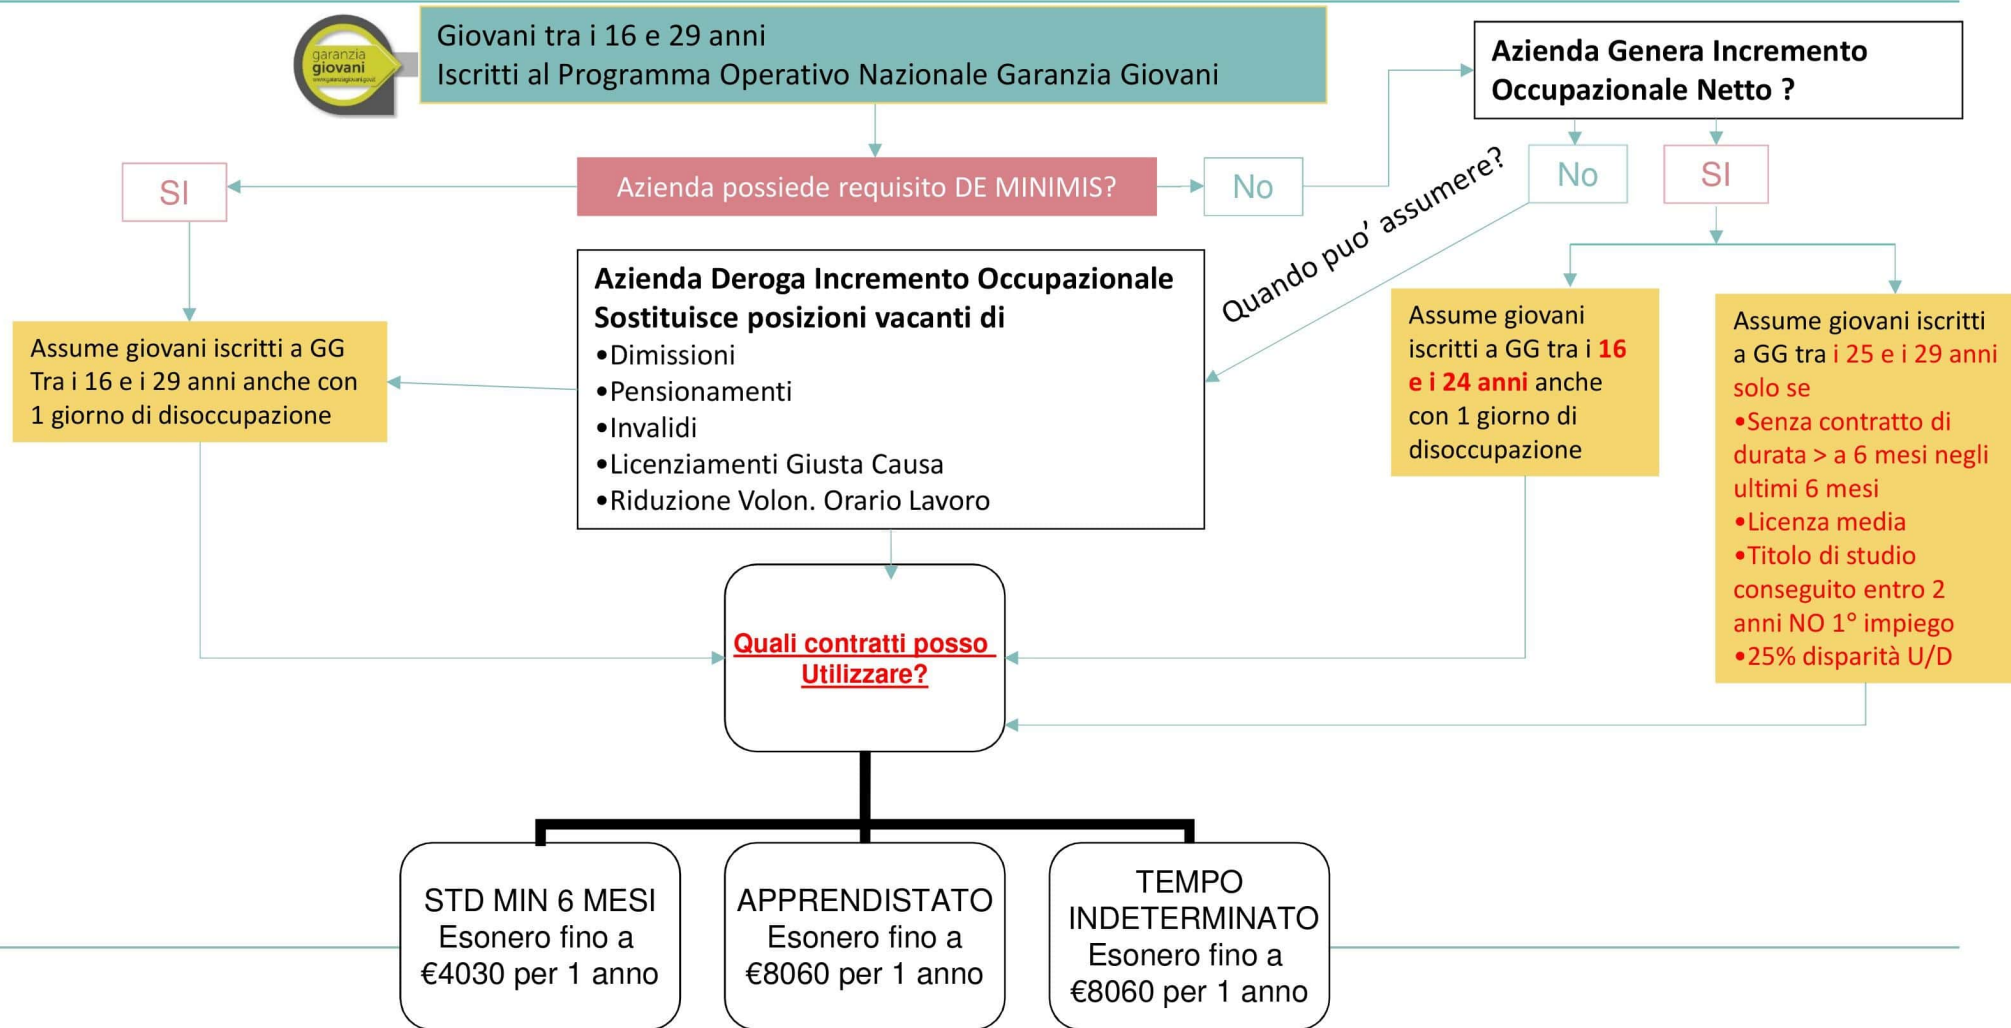 garanzia
giovani
www.garanziagiovani.gov.it
Giovani tra i 16 e 29 anni
Iscritti al Programma Operativo Nazionale Garanzia Giovani
Azienda Genera Incremento
Occupazionale Netto ?
SI
Azienda possiede requisito DE MINIMIS?
No
Quando puo’ assumere?
No
SI
Azienda Deroga Incremento Occupazionale
Sostituisce posizioni vacanti di
•Dimissioni
•Pensionamenti
•Invalidi
•Licenziamenti Giusta Causa
•Riduzione Volon. Orario Lavoro
Assume giovani iscritti a GG
Tra i 16 e i 29 anni anche con
1 giorno di disoccupazione
Assume giovani
iscritti a GG tra i 16
e i 24 anni anche
con 1 giorno di
disoccupazione
Assume giovani iscritti
a GG tra i 25 e i 29 anni
solo se
•Senza contratto di
durata > a 6 mesi negli
ultimi 6 mesi
•Licenza media
•Titolo di studio
conseguito entro 2
anni NO 1° impiego
•25% disparità U/D
Quali contratti posso
Utilizzare?
STD MIN 6 MESI
Esonero fino a
€4030 per 1 anno
APPRENDISTATO
Esonero fino a
€8060 per 1 anno
TEMPO
INDETERMINATO
Esonero fino a
€8060 per 1 anno